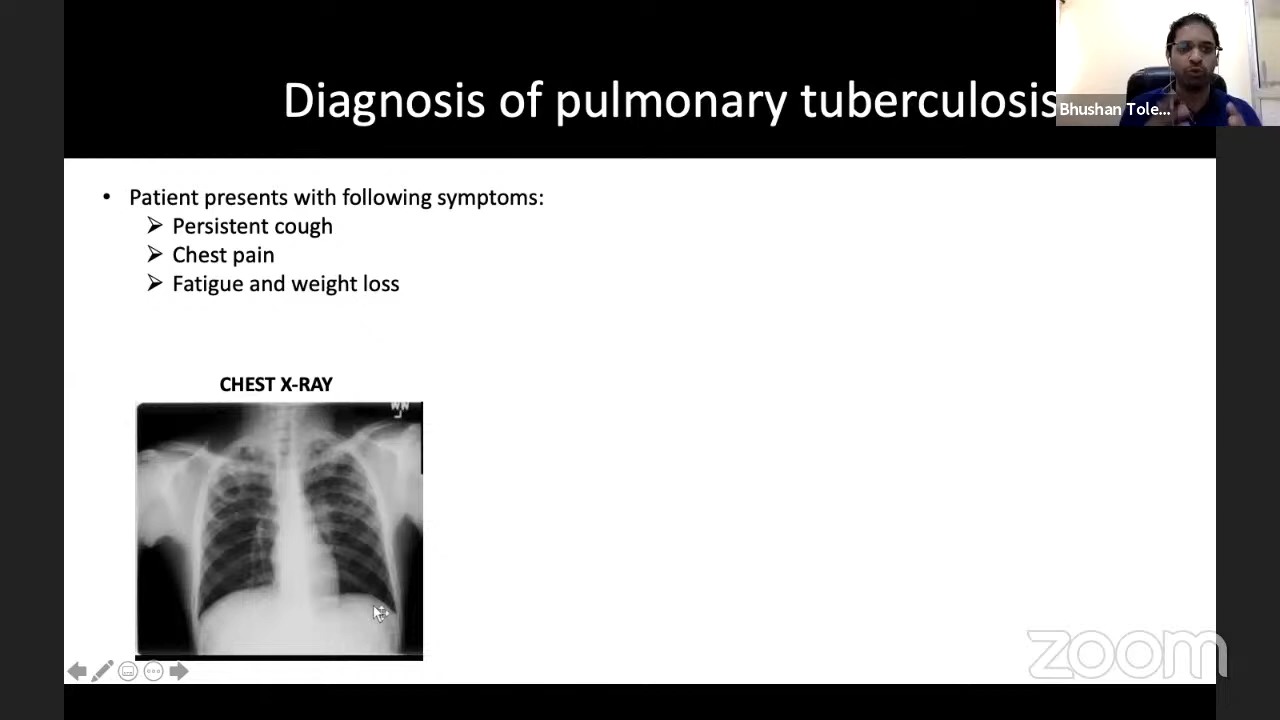 Diagnosis of pulmonary tuberculosis
Bhushan Tole...
• Patient presents with following symptoms:
➢ Persistent cough
➢ Chest pain
➢ Fatigue and weight loss
CHEST X-RAY
zoom